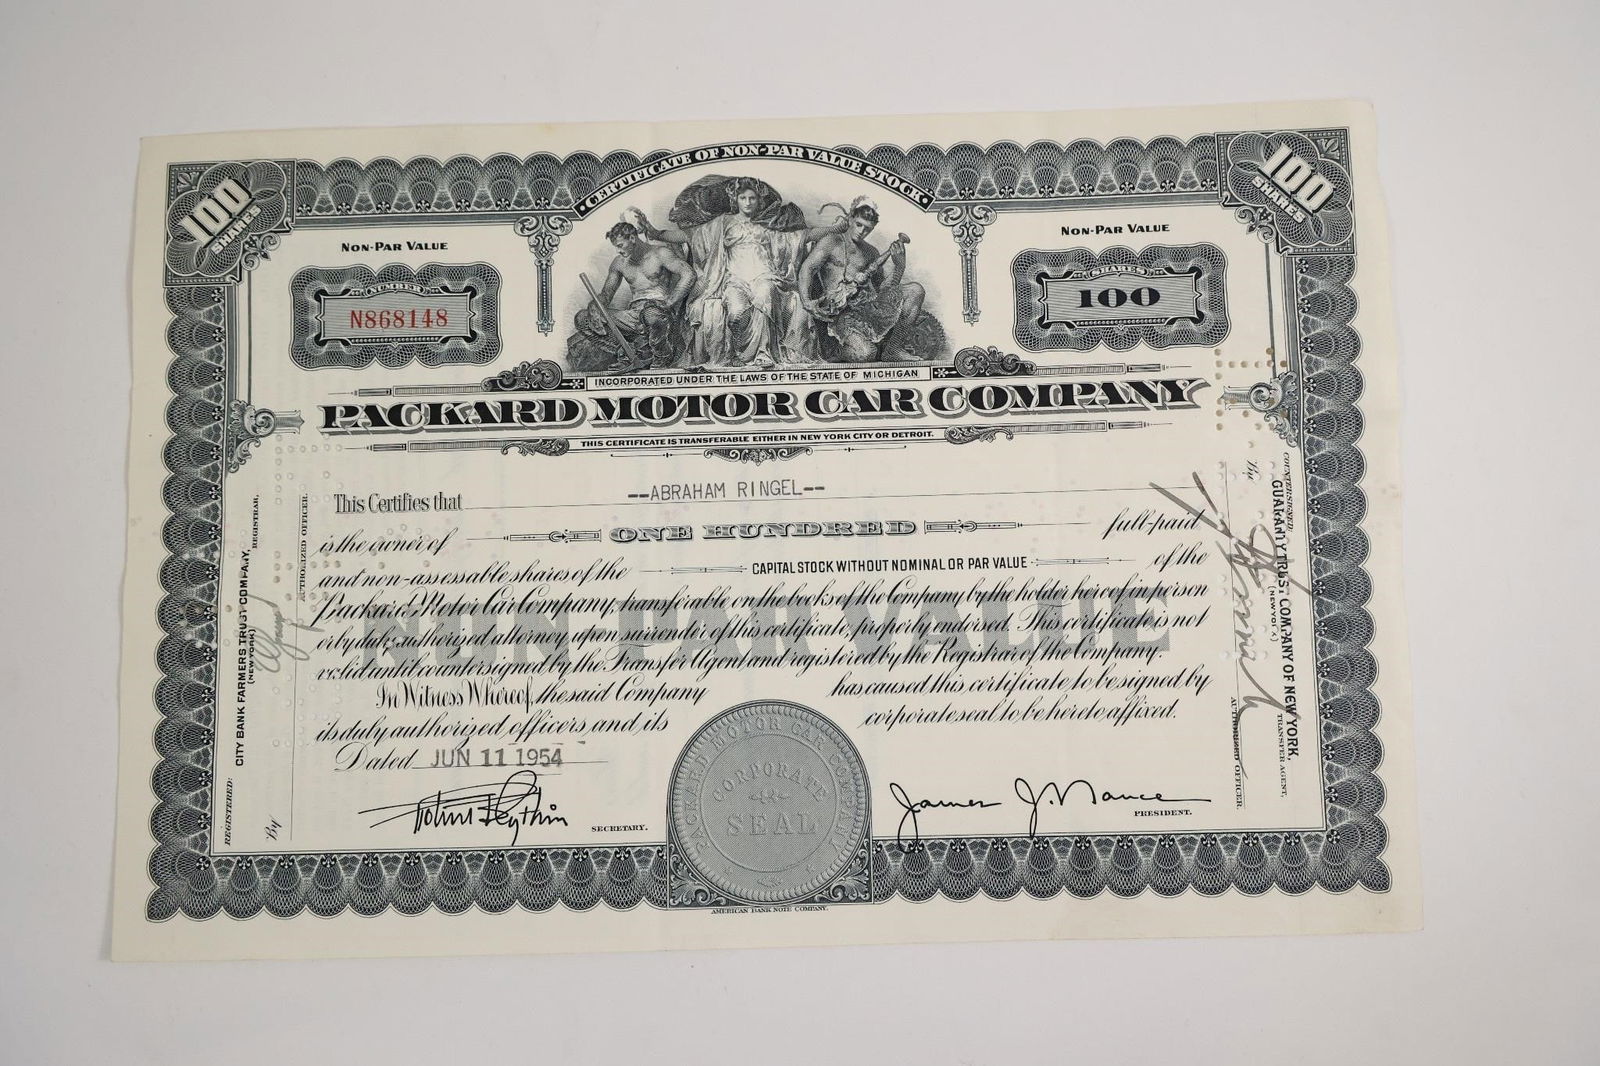 CERTIFICATE OF NON-PAR VALUE STOCK
100 SHARES
100 SHARES
NON-PAR VALUE
NON-PAR VALUE
NUMBER
N868148
SHARES
100
INCORPORATED UNDER THE LAWS OF THE STATE OF MICHIGAN
PACKARD MOTOR CAR COMPANY
THIS CERTIFICATE IS TRANSFERABLE EITHER IN NEW YORK CITY OR DETROIT.
This Certifies that --ABRAHAM RINGEL--
is the owner of ONE HUNDRED full-paid
and non-assessable shares of the CAPITAL STOCK WITHOUT NOMINAL OR PAR VALUE of the
Packard Motor Car Company, transferable on the books of the Company by the holder hereof in person
or by duly authorized attorney upon surrender of this certificate, properly endorsed. This certificate is not
valid until countersigned by the Transfer Agent and registered by the Registrar of the Company.
NON PAR VALUE
In Witness Whereof, the said Company has caused this certificate to be signed by
its duly authorized officers and its corporate seal to be hereto affixed.
Dated JUN 11 1954
SECRETARY.
James J. Nance
PRESIDENT.
PACKARD MOTOR CAR COMPANY
CORPORATE
SEAL
AMERICAN BANK NOTE COMPANY.
REGISTERED:
CITY BANK FARMERS TRUST COMPANY,
(NEW YORK)
REGISTRAR.
By
AUTHORIZED OFFICER.
COUNTERSIGNED:
GUARANTY TRUST COMPANY OF NEW YORK,
(NEW YORK)
TRANSFER AGENT,
By
AUTHORIZED OFFICER.